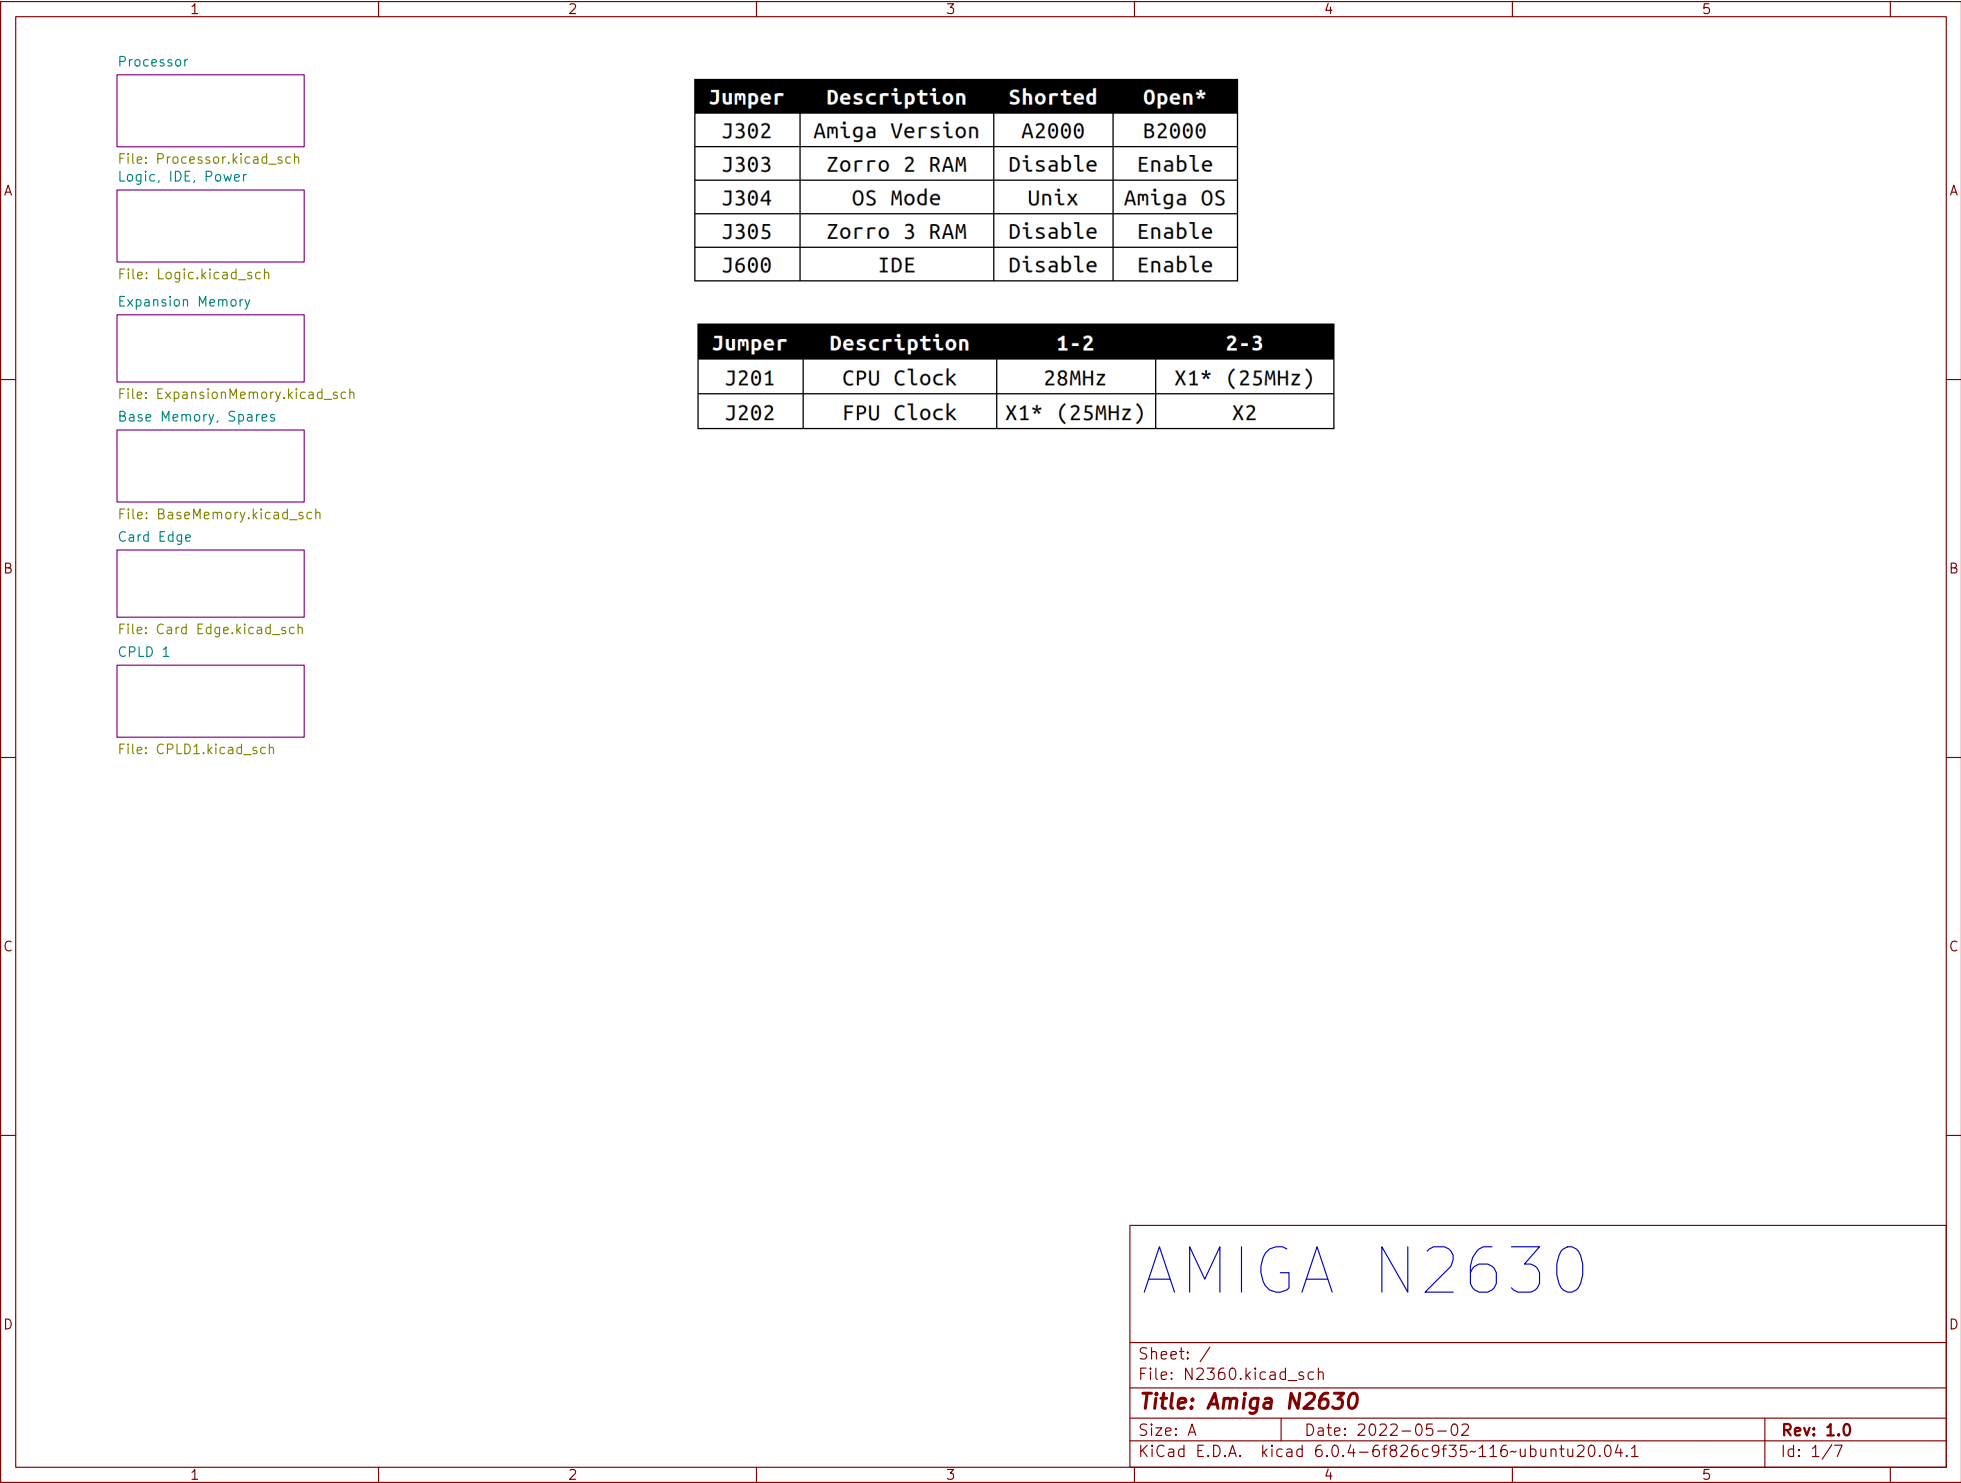 1 2 3 4 5
Processor
File: Processor.kicad_sch
Logic, IDE, Power
File: Logic.kicad_sch
Expansion Memory
File: ExpansionMemory.kicad_sch
Base Memory, Spares
File: BaseMemory.kicad_sch
Card Edge
File: Card Edge.kicad_sch
CPLD 1
File: CPLD1.kicad_sch
Jumper Description Shorted Open*
J302 Amiga Version A2000 B2000
J303 Zorro 2 RAM Disable Enable
J304 OS Mode Unix Amiga OS
J305 Zorro 3 RAM Disable Enable
J600 IDE Disable Enable
Jumper Description 1-2 2-3
J201 CPU Clock 28MHz X1* (25MHz)
J202 FPU Clock X1* (25MHz) X2
A A
B B
C C
D D
AMIGA N2630
Sheet: /
File: N2360.kicad_sch
Title: Amiga N2630
Size: A Date: 2022-05-02 Rev: 1.0
KiCad E.D.A. kicad 6.0.4-6f826c9f35~116~ubuntu20.04.1 Id: 1/7
1 2 3 4 5